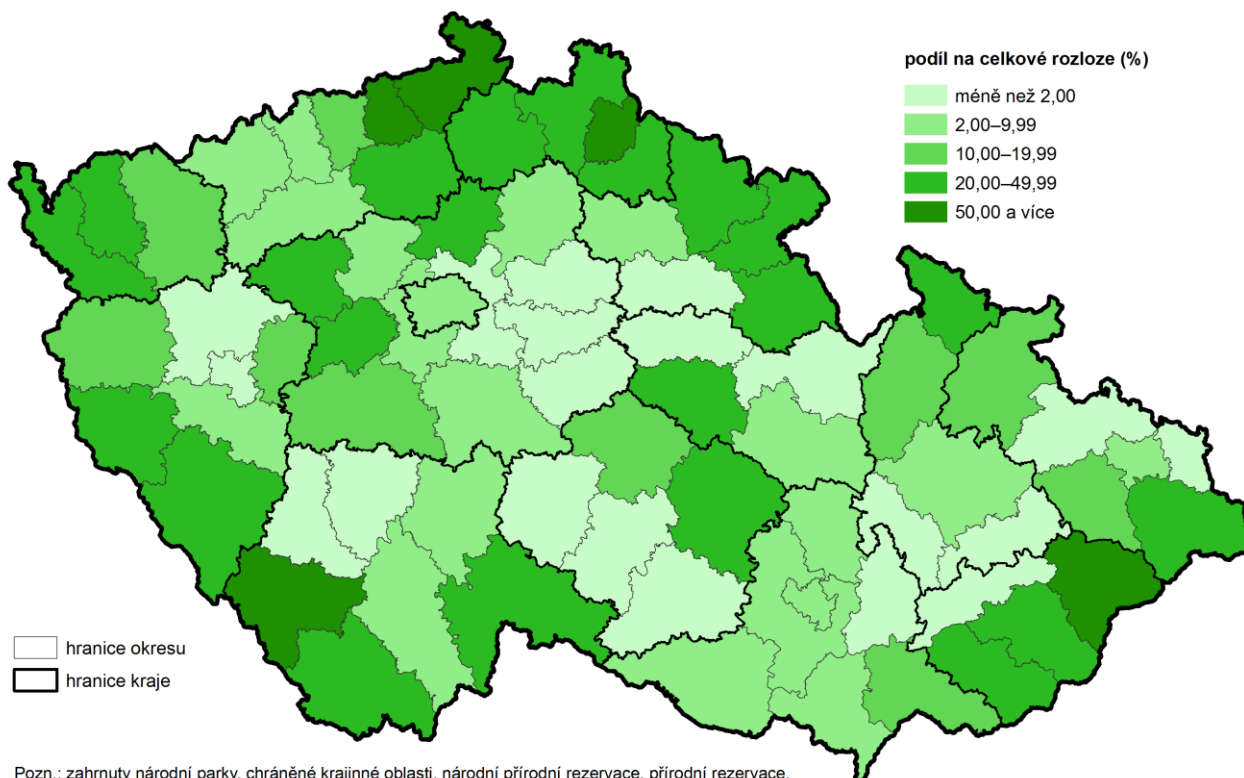 podíl na celkové rozloze (%)
méně než 2,00
2,00–9,99
10,00–19,99
20,00–49,99
50,00 a více
hranice okresu
hranice kraje
Pozn.: zahrnuty národní parky, chráněné krajinné oblasti, národní přírodní rezervace, přírodní rezervace,